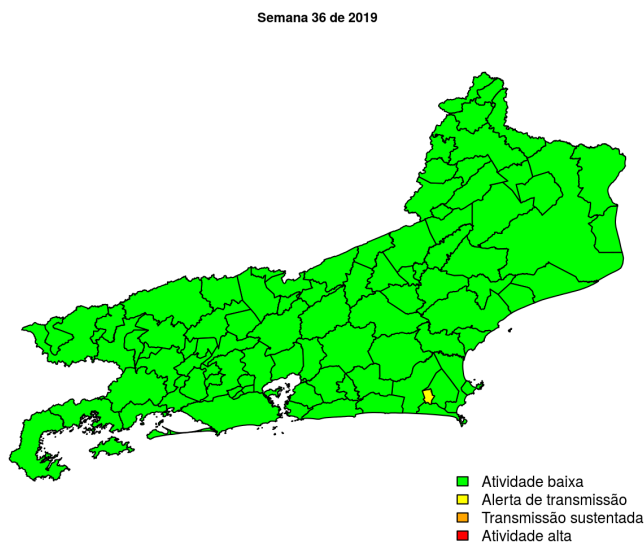 Semana 36 de 2019
Atividade baixa
Alerta de transmissão
Transmissão sustentada
Atividade alta